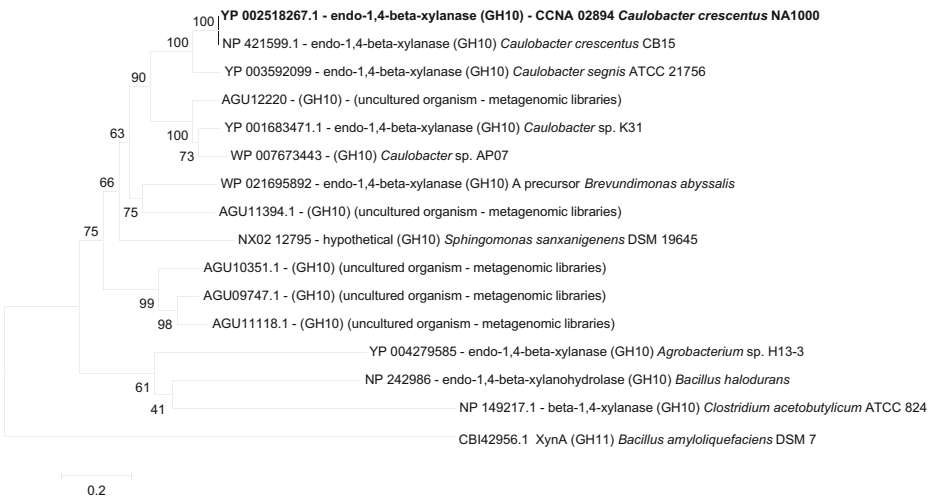 YP 002518267.1 - endo-1,4-beta-xylanase (GH10) - CCNA 02894 Caulobacter crescentus NA1000
100
NP 421599.1 - endo-1,4-beta-xylanase (GH10) Caulobacter crescentus CB15
100
YP 003592099 - endo-1,4-beta-xylanase (GH10) Caulobacter segnis ATCC 21756
90
AGU12220 - (GH10) - (uncultured organism - metagenomic libraries)
YP 001683471.1 - endo-1,4-beta-xylanase (GH10) Caulobacter sp. K31
100
63
73
WP 007673443 - (GH10) Caulobacter sp. AP07
WP 021695892 - endo-1,4-beta-xylanase (GH10) A precursor Brevundimonas abyssalis
66
75
AGU11394.1 - (GH10) (uncultured organism - metagenomic libraries)
75
NX02 12795 - hypothetical (GH10) Sphingomonas sanxanigenens DSM 19645
AGU10351.1 - (GH10) (uncultured organism - metagenomic libraries)
99
AGU09747.1 - (GH10) (uncultured organism - metagenomic libraries)
98
AGU11118.1 - (GH10) (uncultured organism - metagenomic libraries)
YP 004279585 - endo-1,4-beta-xylanase (GH10) Agrobacterium sp. H13-3
61
NP 242986 - endo-1,4-beta-xylanohydrolase (GH10) Bacillus halodurans
41
NP 149217.1 - beta-1,4-xylanase (GH10) Clostridium acetobutylicum ATCC 824
CBI42956.1 XynA (GH11) Bacillus amyloliquefaciens DSM 7
0.2